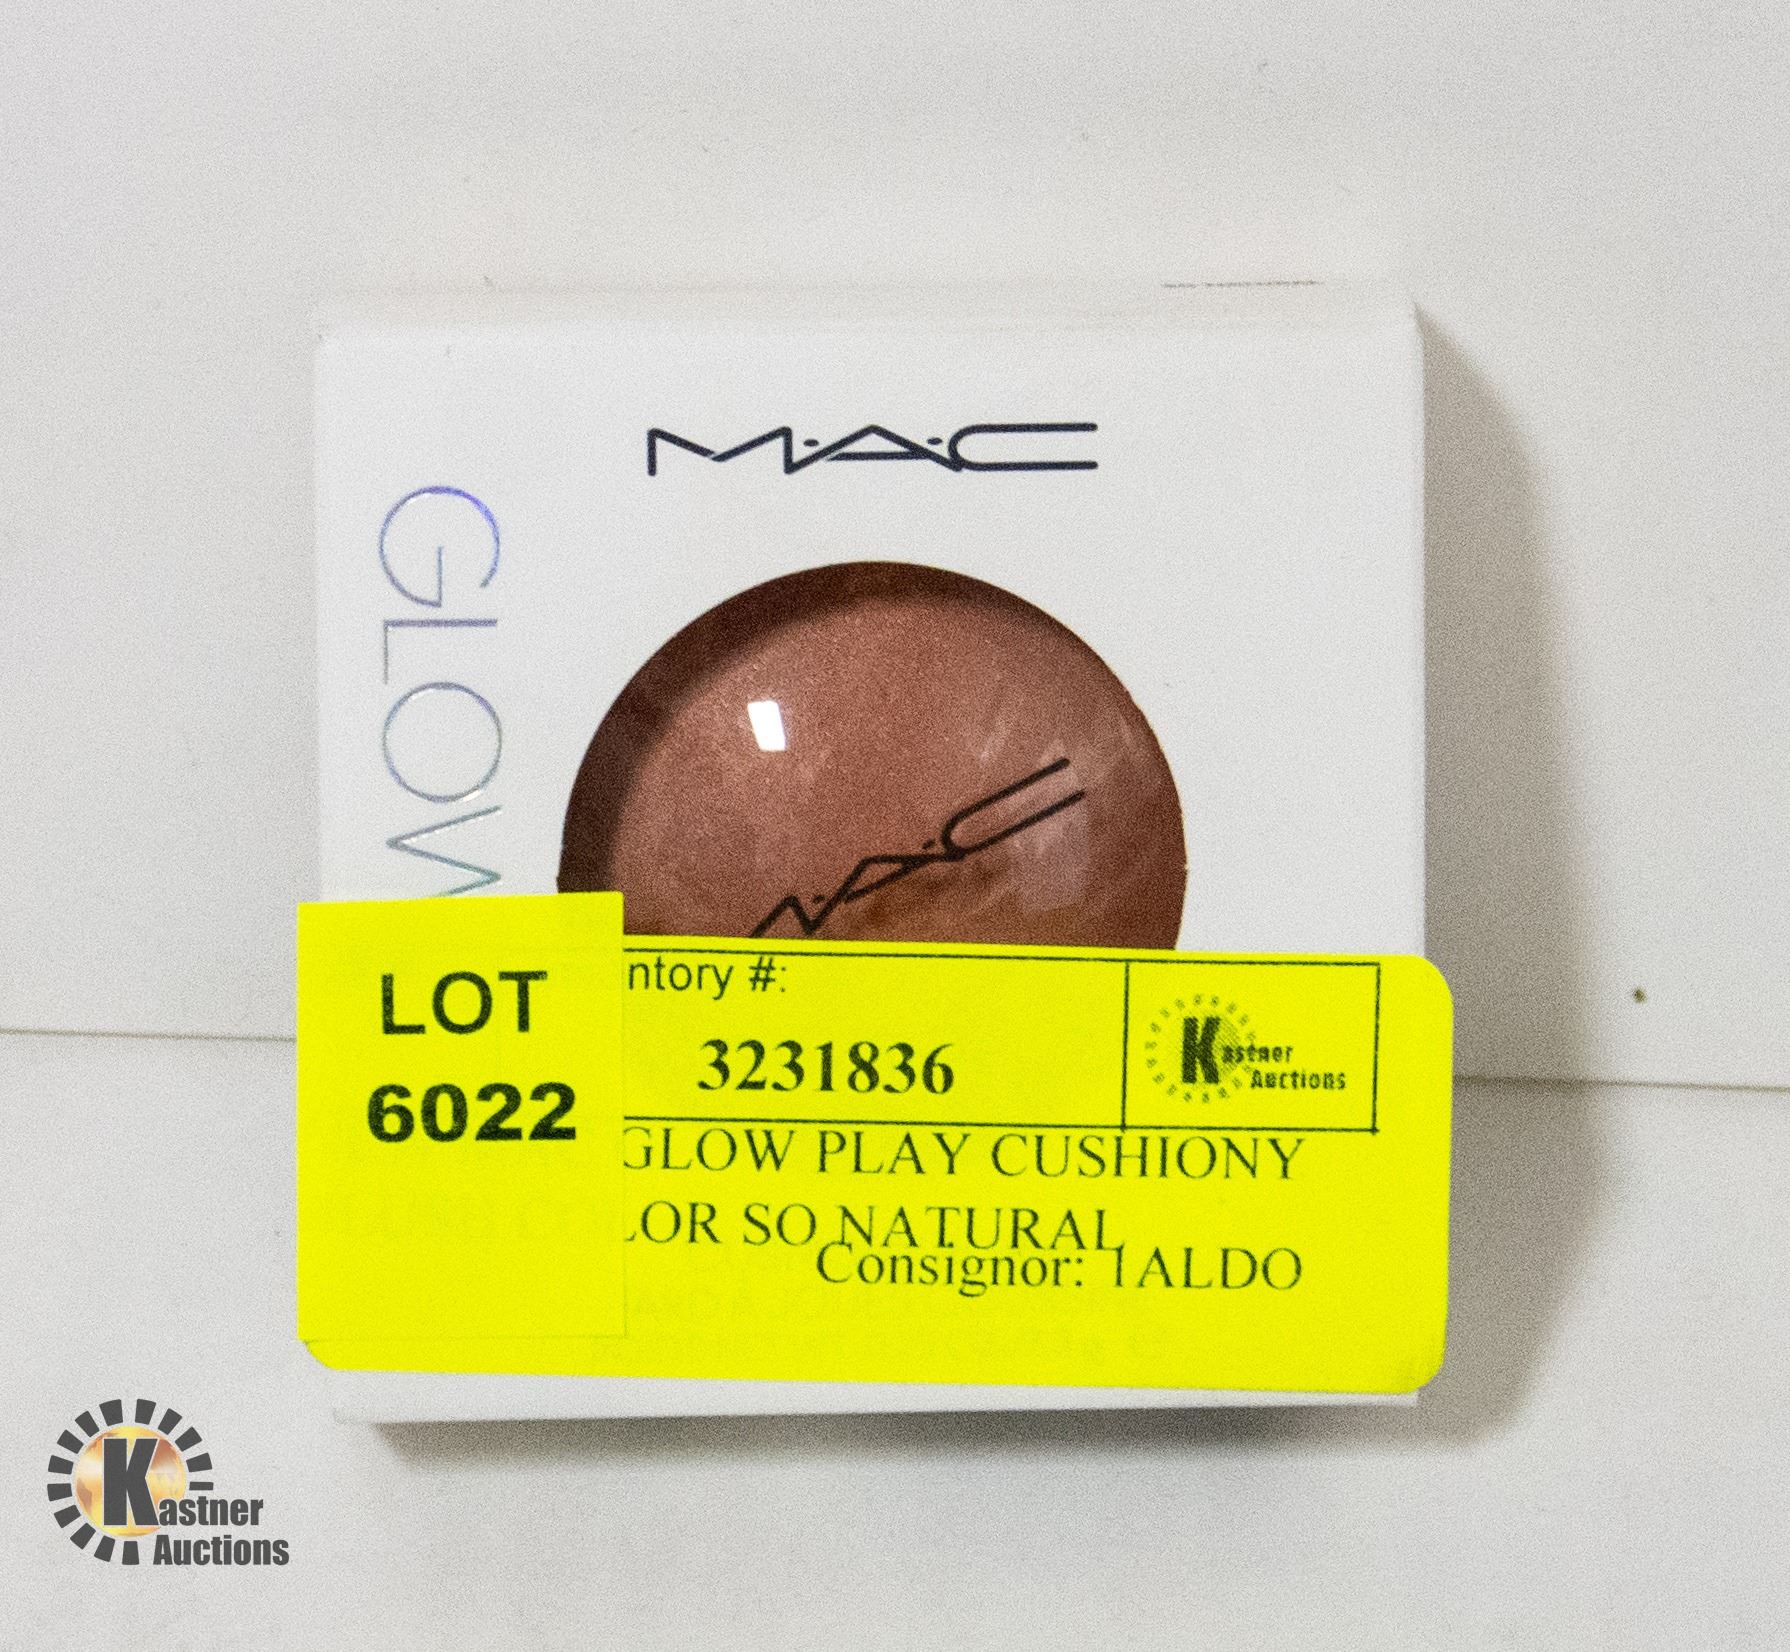 M·A·C
GLOW
M·A·C
LOT
6022
ntory #:
3231836
Kastner
Auctions
GLOW PLAY CUSHIONY
LOR SO NATURAL
Consignor: 1ALDO
Kastner
Auctions